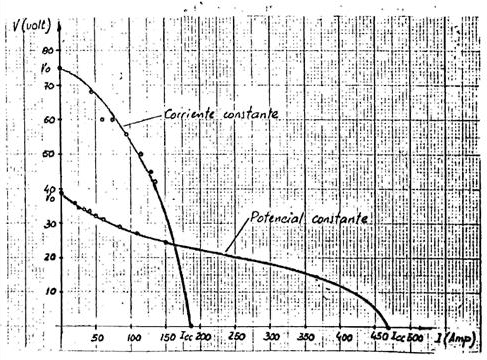 V (volt)
80
Vo
70
60
Corriente constante
50
40
Vo
30
Potencial constante
20
10
50 100 150 Icc 200 250 300 350 400 450 Icc 500 I (Amp)